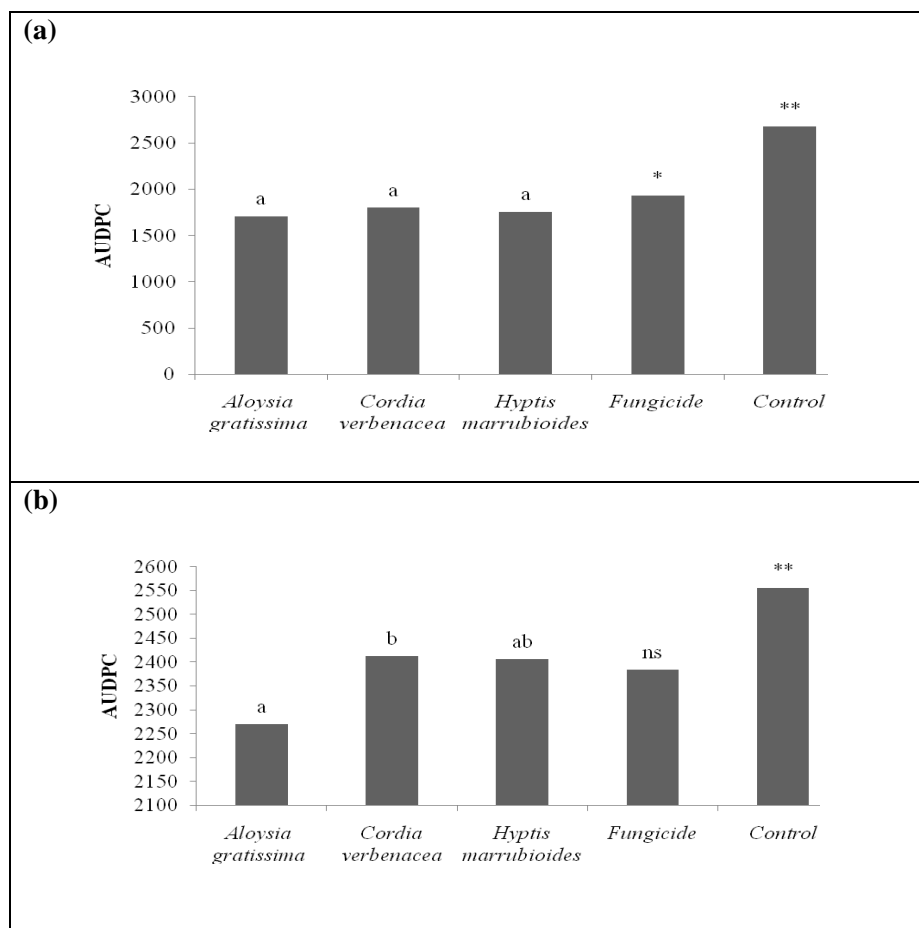 (a)
AUDPC
3000
2500
2000
1500
1000
500
0
a
a
a
*
**
Aloysia gratissima
Cordia verbenacea
Hyptis marrubioides
Fungicide
Control
(b)
AUDPC
2600
2550
2500
2450
2400
2350
2300
2250
2200
2150
2100
a
b
ab
ns
**
Aloysia gratissima
Cordia verbenacea
Hyptis marrubioides
Fungicide
Control